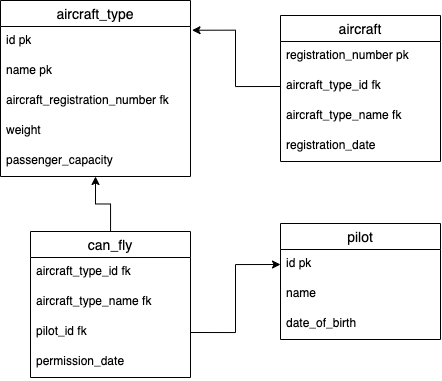 aircraft_type
id pk
name pk
aircraft_registration_number fk
weight
passenger_capacity
aircraft
registration_number pk
aircraft_type_id fk
aircraft_type_name fk
registration_date
can_fly
aircraft_type_id fk
aircraft_type_name fk
pilot_id fk
permission_date
pilot
id pk
name
date_of_birth